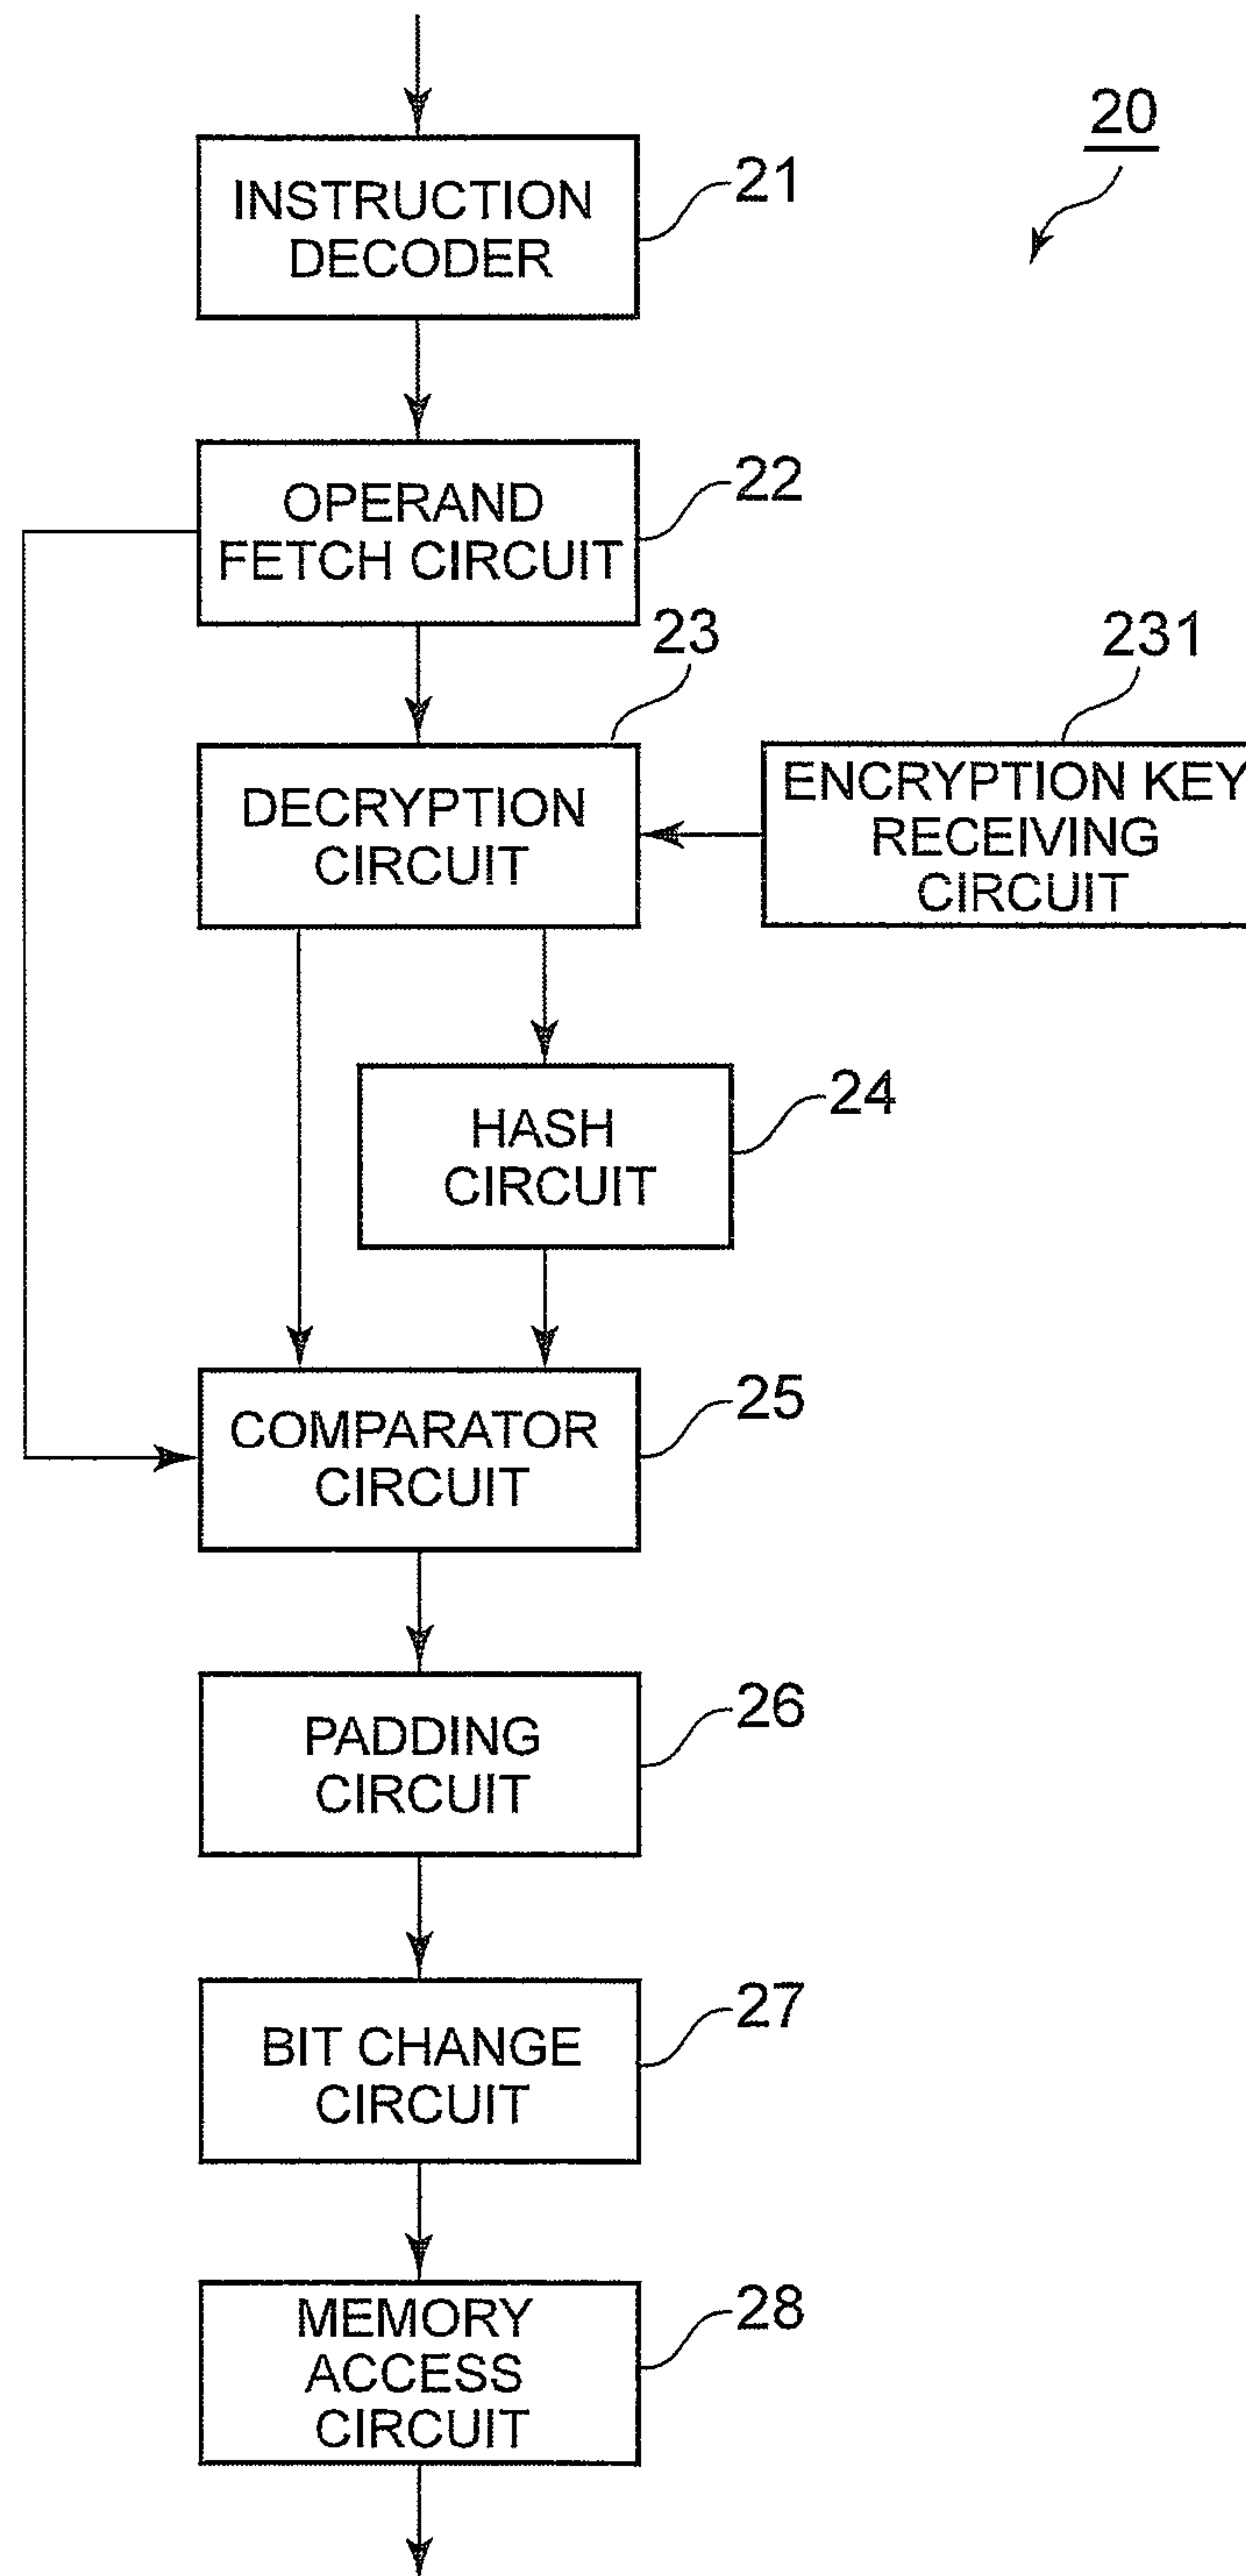 20
INSTRUCTION
DECODER
21
OPERAND
FETCH CIRCUIT
22
DECRYPTION
CIRCUIT
23
ENCRYPTION KEY
RECEIVING
CIRCUIT
231
HASH
CIRCUIT
24
COMPARATOR
CIRCUIT
25
PADDING
CIRCUIT
26
BIT CHANGE
CIRCUIT
27
MEMORY
ACCESS
CIRCUIT
28